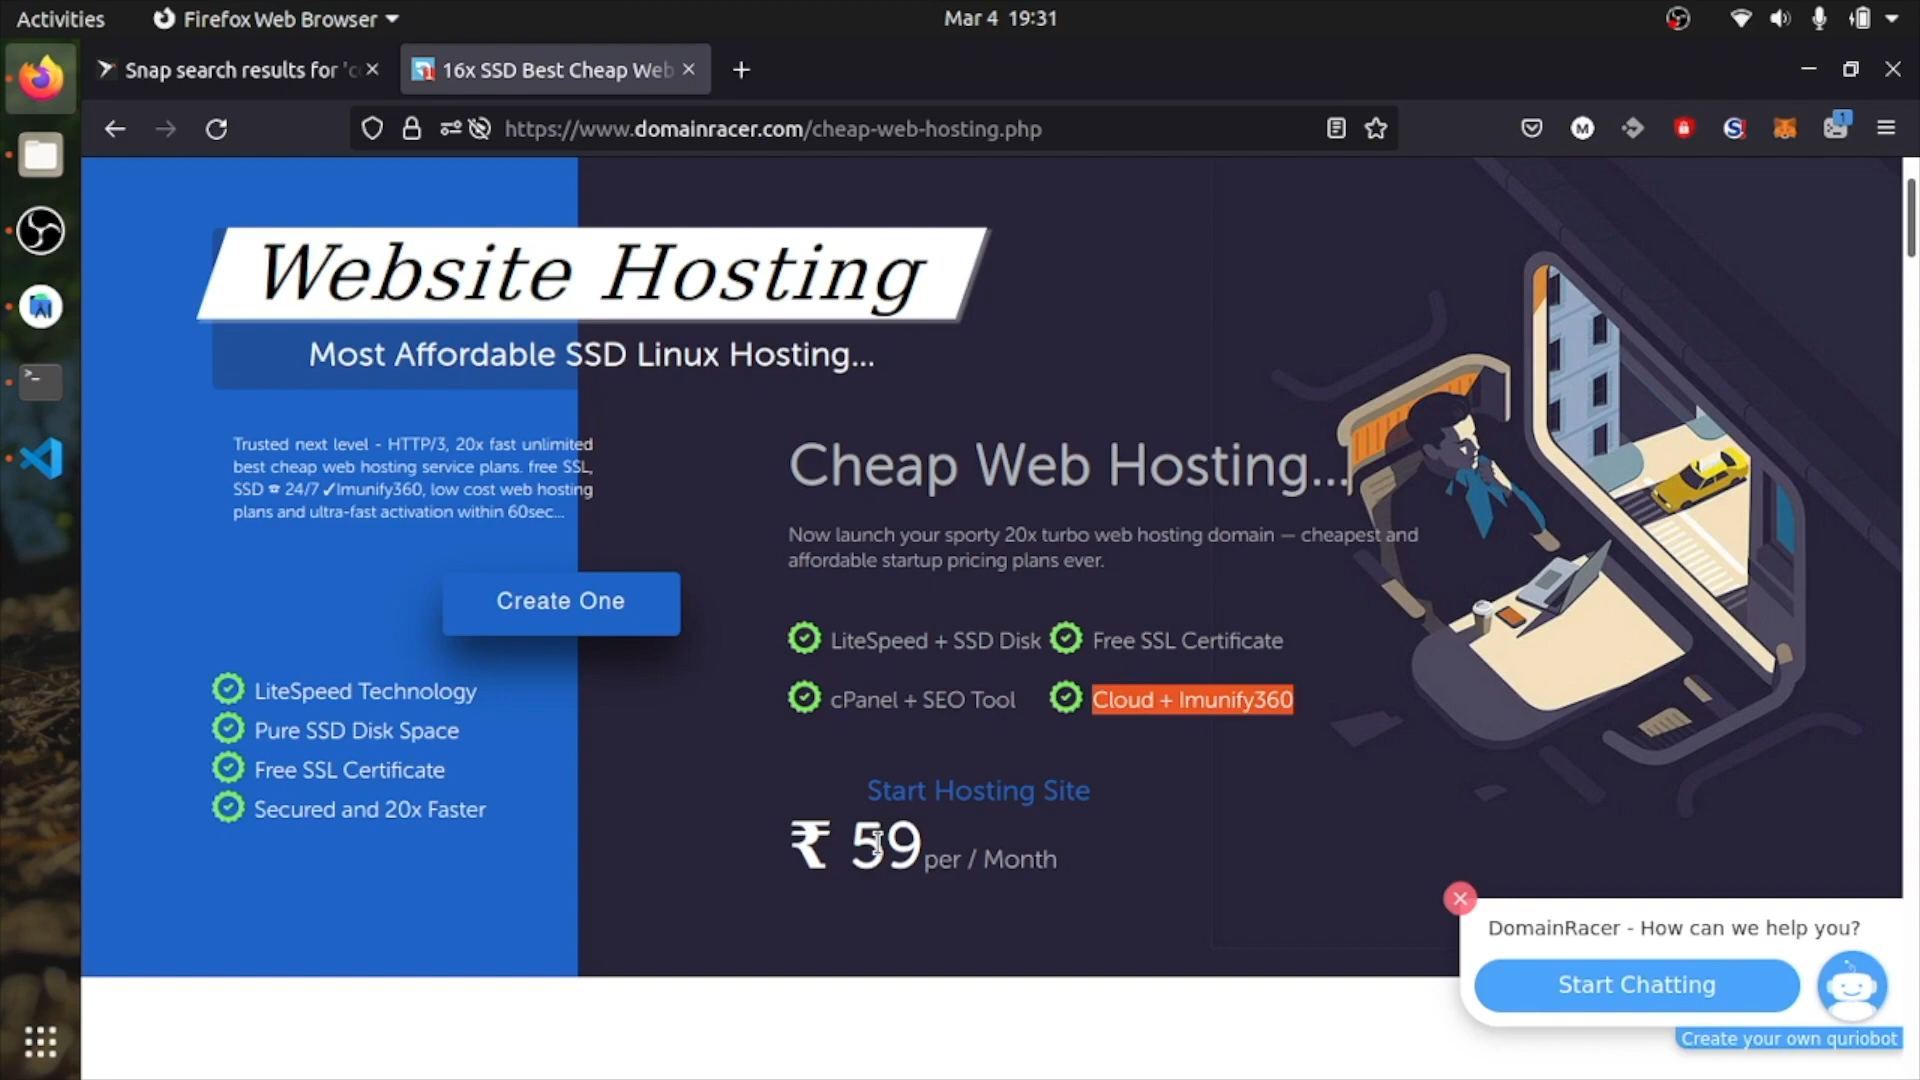 Activities
Firefox Web Browser
Mar 4 19:31
Snap search results for 'c
16x SSD Best Cheap Web
https://www.domainracer.com/cheap-web-hosting.php
M
S
1
Website Hosting
Most Affordable SSD Linux Hosting...
Trusted next level - HTTP/3, 20x fast unlimited
best cheap web hosting service plans. free SSL,
SSD ☎ 24/7 ✓Imunify360, low cost web hosting
plans and ultra-fast activation within 60sec...
Create One
LiteSpeed Technology
Pure SSD Disk Space
Free SSL Certificate
Secured and 20x Faster
Cheap Web Hosting...
Now launch your sporty 20x turbo web hosting domain — cheapest and
affordable startup pricing plans ever.
LiteSpeed + SSD Disk
Free SSL Certificate
cPanel + SEO Tool
Cloud + Imunify360
Start Hosting Site
₹ 59 per / Month
DomainRacer - How can we help you?
Start Chatting
Create your own quriobot